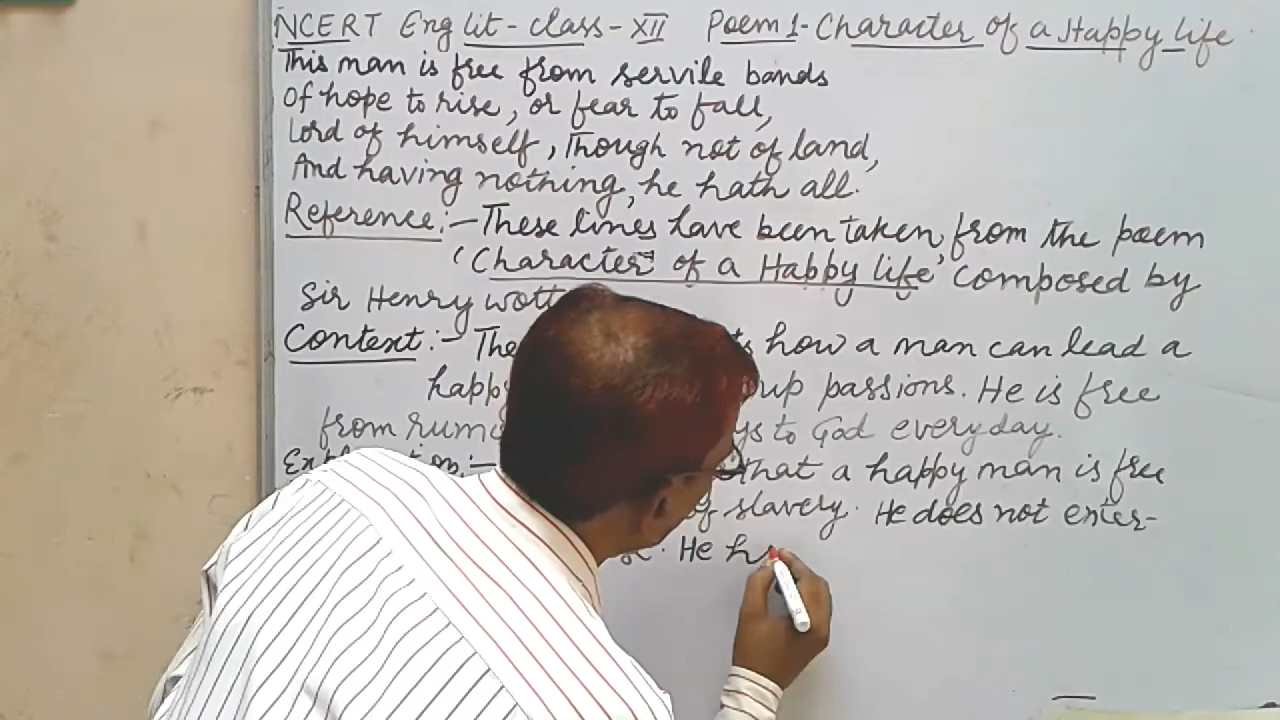 NCERT Eng lit - class - XII Poem 1 - Character of a Happy life
This man is free from servile bands
Of hope to rise, or fear to fall,
Lord of himself, Though not of land,
And having nothing, he hath all.
Reference:- These lines have been taken from the poem
'Character of a Happy life' composed by
Sir Henry
Context:- how a man can lead a
passions. He is free
from to God everyday.
that a happy man is free
of slavery. He does not enter-
He